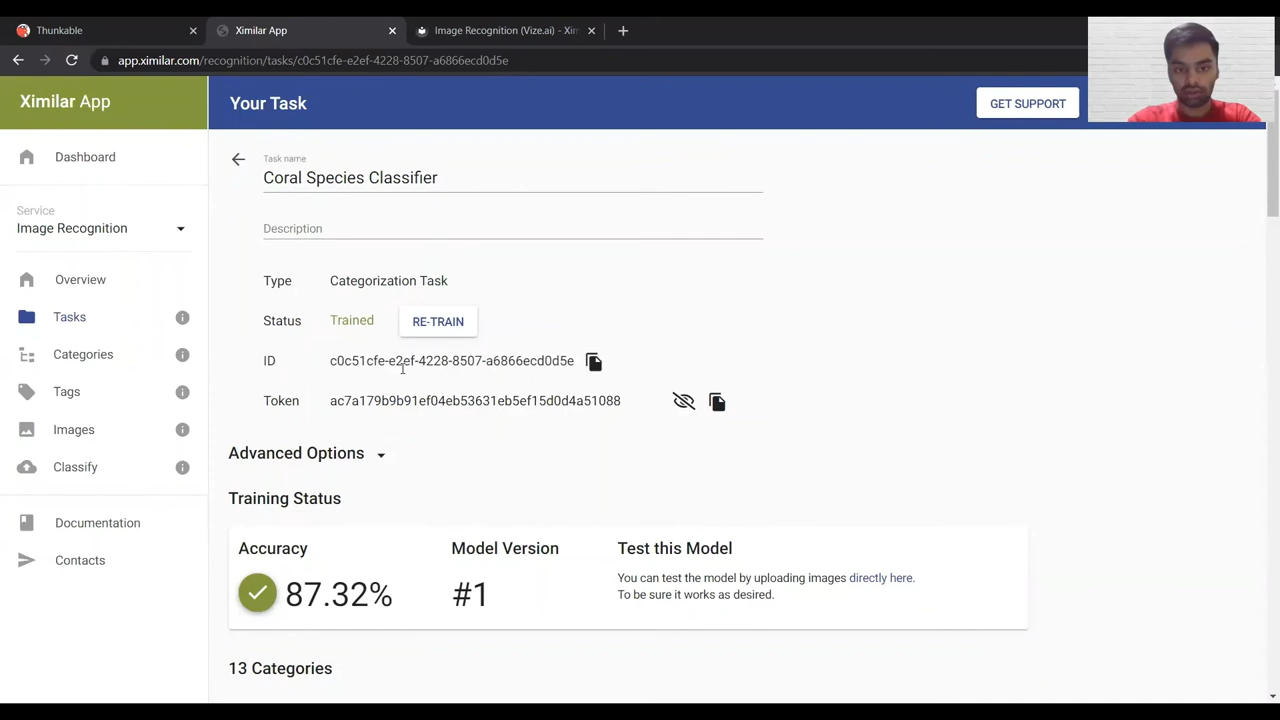 Thunkable
Ximilar App
Image Recognition (Vize.ai) - Xim
app.ximilar.com/recognition/tasks/c0c51cfe-e2ef-4228-8507-a6866ecd0d5e
Ximilar App
Your Task
GET SUPPORT
Dashboard
Service
Image Recognition
Overview
Tasks
Categories
Tags
Images
Classify
Documentation
Contacts
Task name
Coral Species Classifier
Description
Type Categorization Task
Status Trained RE-TRAIN
ID c0c51cfe-e2ef-4228-8507-a6866ecd0d5e
Token ac7a179b9b91ef04eb53631eb5ef15d0d4a51088
Advanced Options
Training Status
Accuracy Model Version Test this Model
87.32% #1
You can test the model by uploading images directly here.
To be sure it works as desired.
13 Categories